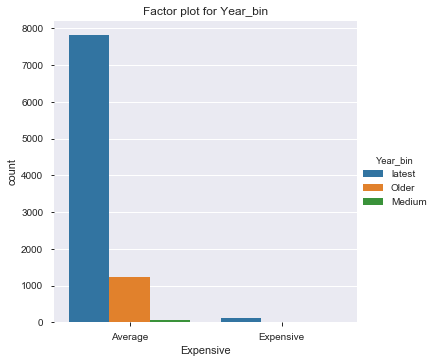 Factor plot for Year_bin
8000
7000
6000
5000
4000
3000
2000
1000
0
count
Average
Expensive
Expensive
Year_bin
latest
Older
Medium